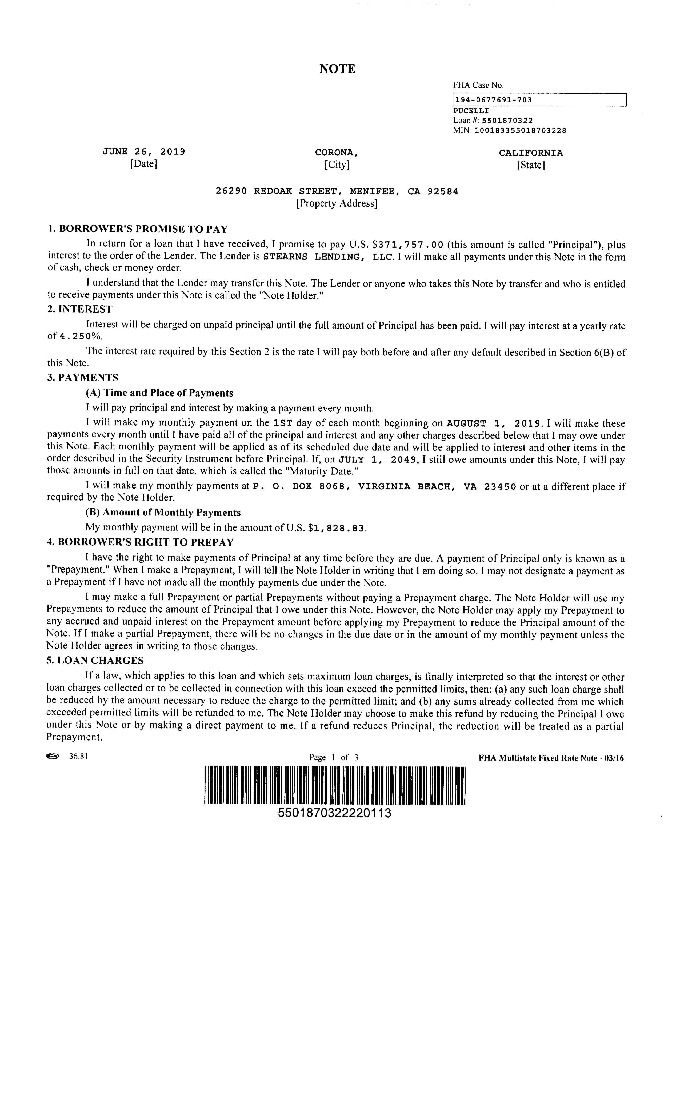 NOTE
FHA Case No.
194-0677691-703
PUCELLI
Loan #: 5501870322
MIN: 100183355018703228
JUNE 26, 2019 CORONA, CALIFORNIA
[Date] [City] [State]
26290 REDOAK STREET, MENIFEE, CA 92584
[Property Address]
1. BORROWER'S PROMISE TO PAY
In return for a loan that I have received, I promise to pay U.S. $371,757.00 (this amount is called "Principal"), plus
interest to the order of the Lender. The Lender is STEARNS LENDING, LLC. I will make all payments under this Note in the form
of cash, check or money order.
I understand that the Lender may transfer this Note. The Lender or anyone who takes this Note by transfer and who is entitled
to receive payments under this Note is called the "Note Holder."
2. INTEREST
Interest will be charged on unpaid principal until the full amount of Principal has been paid. I will pay interest at a yearly rate
of 4.250%.
The interest rate required by this Section 2 is the rate I will pay both before and after any default described in Section 6(B) of
this Note.
3. PAYMENTS
(A) Time and Place of Payments
I will pay principal and interest by making a payment every month.
I will make my monthly payment on the 1ST day of each month beginning on AUGUST 1, 2019. I will make these
payments every month until I have paid all of the principal and interest and any other charges described below that I may owe under
this Note. Each monthly payment will be applied as of its scheduled due date and will be applied to interest and other items in the
order described in the Security Instrument before Principal. If, on JULY 1, 2049, I still owe amounts under this Note, I will pay
those amounts in full on that date, which is called the "Maturity Date."
I will make my monthly payments at P. O. BOX 8068, VIRGINIA BEACH, VA 23450 or at a different place if
required by the Note Holder.
(B) Amount of Monthly Payments
My monthly payment will be in the amount of U.S. $1,828.83.
4. BORROWER'S RIGHT TO PREPAY
I have the right to make payments of Principal at any time before they are due. A payment of Principal only is known as a
"Prepayment." When I make a Prepayment, I will tell the Note Holder in writing that I am doing so. I may not designate a payment as
a Prepayment if I have not made all the monthly payments due under the Note.
I may make a full Prepayment or partial Prepayments without paying a Prepayment charge. The Note Holder will use my
Prepayments to reduce the amount of Principal that I owe under this Note. However, the Note Holder may apply my Prepayment to
any accrued and unpaid interest on the Prepayment amount before applying my Prepayment to reduce the Principal amount of the
Note. If I make a partial Prepayment, there will be no changes in the due date or in the amount of my monthly payment unless the
Note Holder agrees in writing to those changes.
5. LOAN CHARGES
If a law, which applies to this loan and which sets maximum loan charges, is finally interpreted so that the interest or other
loan charges collected or to be collected in connection with this loan exceed the permitted limits, then: (a) any such loan charge shall
be reduced by the amount necessary to reduce the charge to the permitted limit; and (b) any sums already collected from me which
exceeded permitted limits will be refunded to me. The Note Holder may choose to make this refund by reducing the Principal I owe
under this Note or by making a direct payment to me. If a refund reduces Principal, the reduction will be treated as a partial
Prepayment.
36.81 Page 1 of 3 FHA Multistate Fixed Rate Note - 03/16
5501870322220113